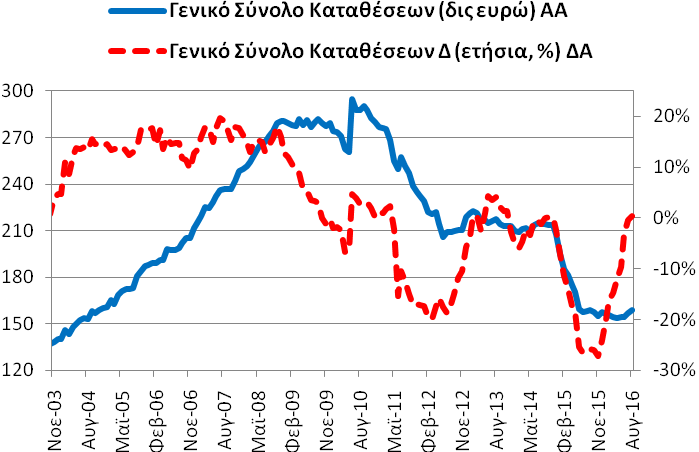 Γενικό Σύνολο Καταθέσεων (δις ευρώ) ΑΑ
Γενικό Σύνολο Καταθέσεων Δ (ετήσια, %) ΔΑ
300
270
240
210
180
150
120
20%
10%
0%
-10%
-20%
-30%
Νοε-03
Αυγ-04
Μαϊ-05
Φεβ-06
Νοε-06
Αυγ-07
Μαϊ-08
Φεβ-09
Νοε-09
Αυγ-10
Μαϊ-11
Φεβ-12
Νοε-12
Αυγ-13
Μαϊ-14
Φεβ-15
Νοε-15
Αυγ-16